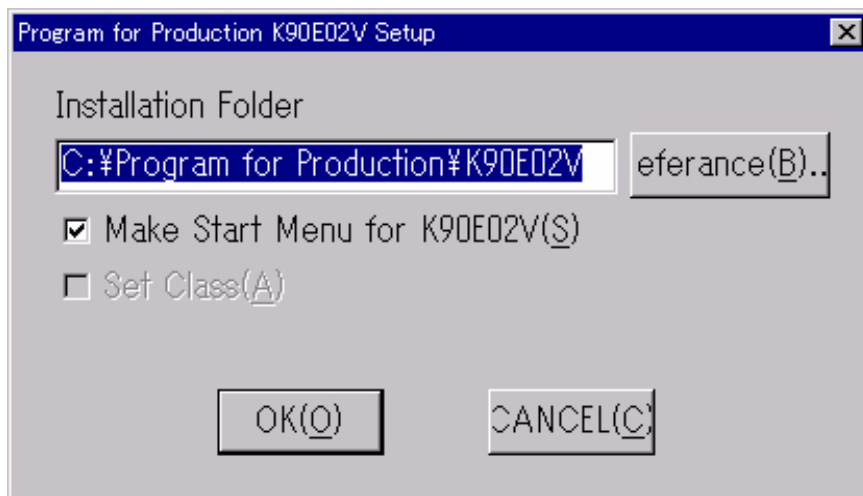 Program for Production K90E02V Setup
Installation Folder
C:¥Program for Production¥K90E02V
eferance(B)..
Make Start Menu for K90E02V(S)
Set Class(A)
OK(O)
CANCEL(C)